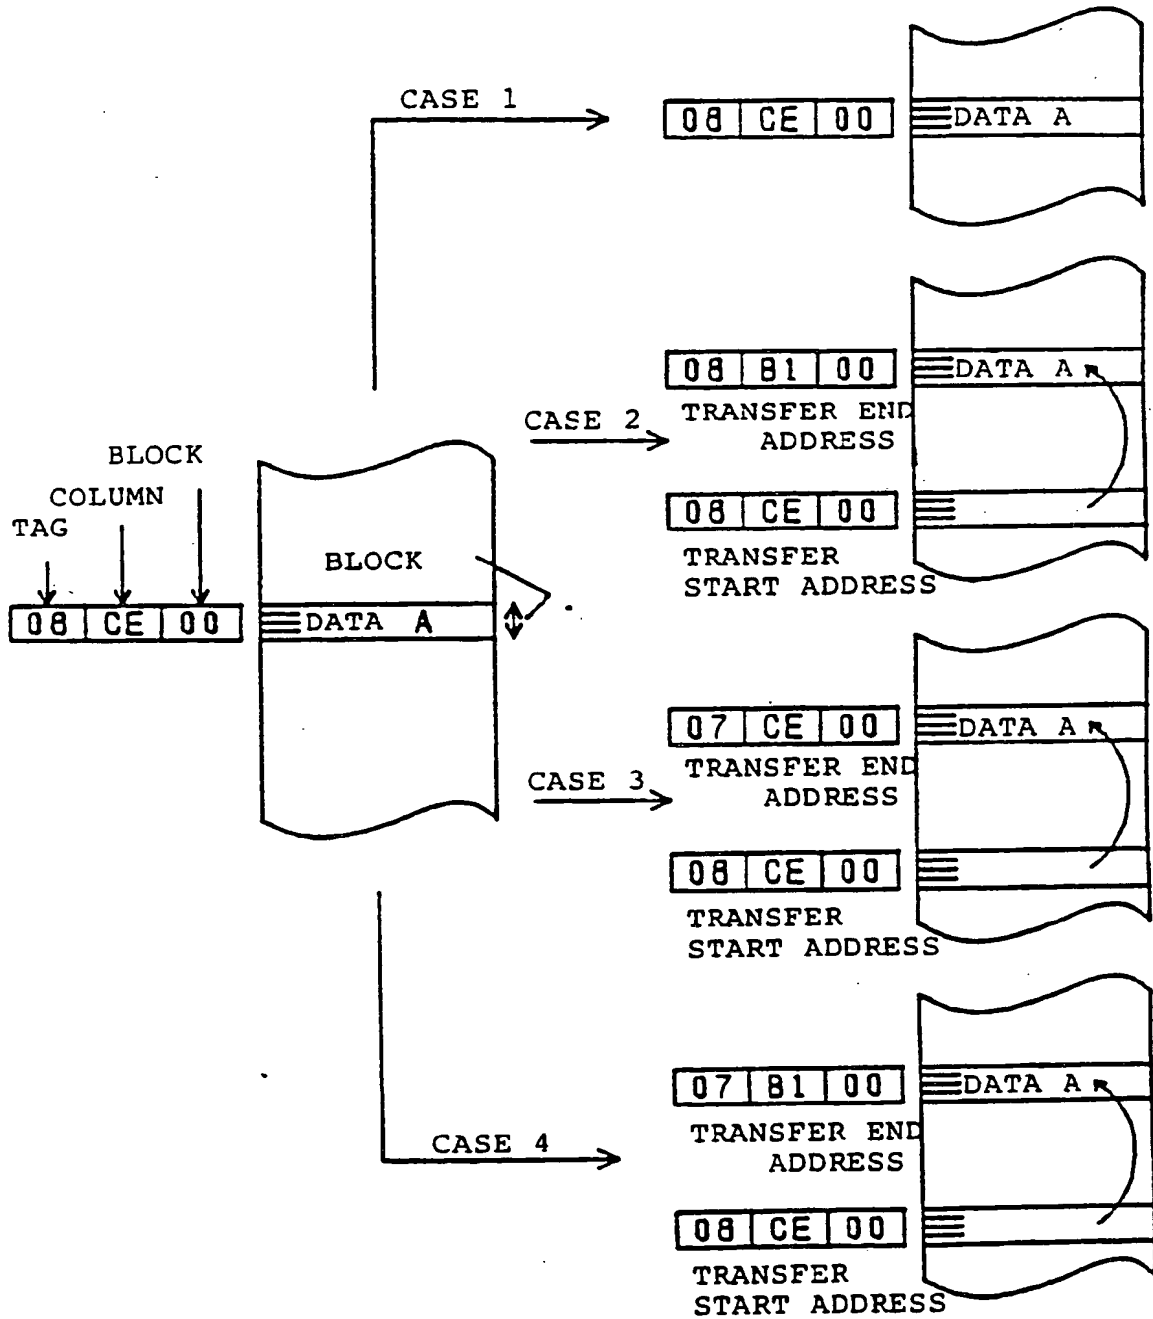 CASE 1
08 CE 00
DATA A
08 B1 00
DATA A
TRANSFER END
ADDRESS
CASE 2
08 CE 00
TRANSFER
START ADDRESS
BLOCK
COLUMN
TAG
08 CE 00
BLOCK
DATA A
07 CE 00
DATA A
TRANSFER END
ADDRESS
CASE 3
08 CE 00
TRANSFER
START ADDRESS
07 B1 00
DATA A
TRANSFER END
ADDRESS
CASE 4
08 CE 00
TRANSFER
START ADDRESS